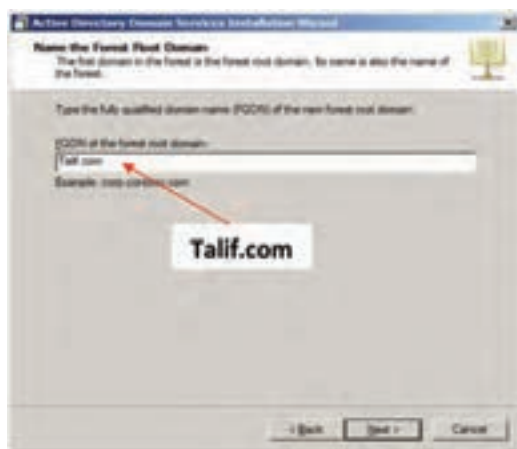 Active Directory Domain Services Installation Wizard
Name the Forest Root Domain
The first domain in the forest is the forest root domain. Its name is also the name of
the forest.
Type the fully qualified domain name (FQDN) of the new forest root domain.
FQDN of the forest root domain:
Talif.com
Example: corp.contoso.com
Talif.com
< Back
Next >
Cancel